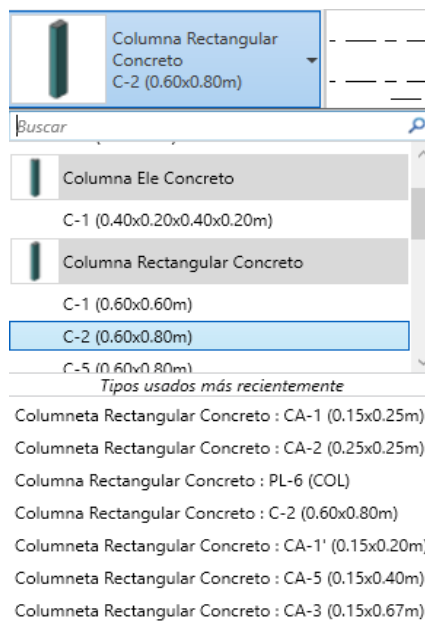 Columna Rectangular
Concreto
C-2 (0.60x0.80m)
Buscar
Columna Ele Concreto
C-1 (0.40x0.20x0.40x0.20m)
Columna Rectangular Concreto
C-1 (0.60x0.60m)
C-2 (0.60x0.80m)
C-5 (0.60x0.80m)
Tipos usados más recientemente
Columneta Rectangular Concreto : CA-1 (0.15x0.25m)
Columneta Rectangular Concreto : CA-2 (0.25x0.25m)
Columna Rectangular Concreto : PL-6 (COL)
Columna Rectangular Concreto : C-2 (0.60x0.80m)
Columneta Rectangular Concreto : CA-1' (0.15x0.20m)
Columneta Rectangular Concreto : CA-5 (0.15x0.40m)
Columneta Rectangular Concreto : CA-3 (0.15x0.67m)